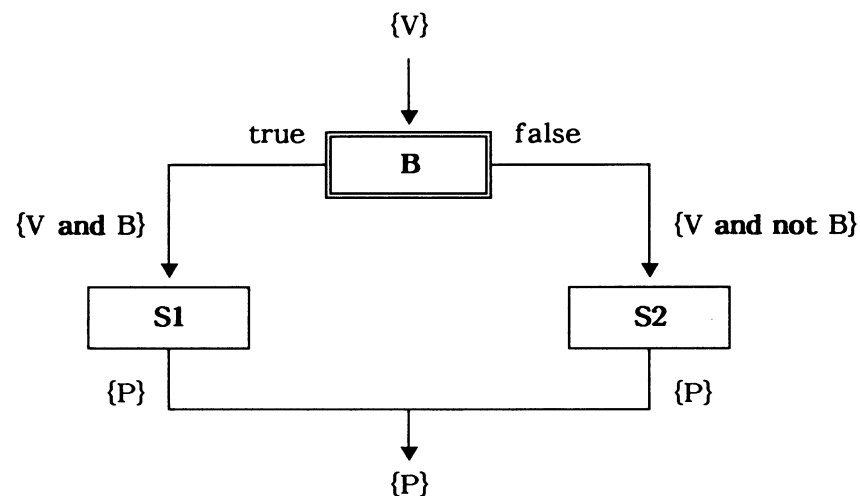 {V}
true
false
B
{V and B}
{V and not B}
S1
S2
{P}
{P}
{P}